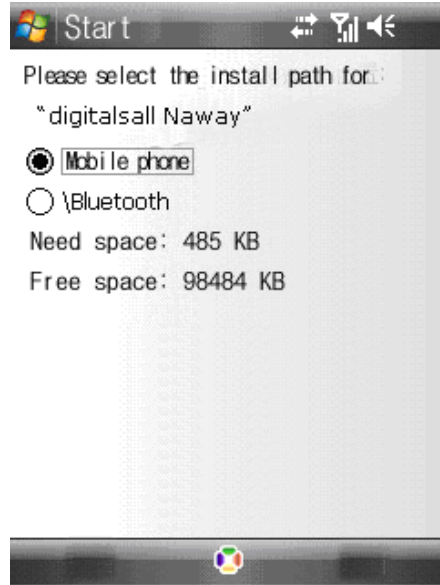 Start
Please select the install path for:
“digitalsall Naway”
Mobile phone
\Bluetooth
Need space: 485 KB
Free space: 98484 KB